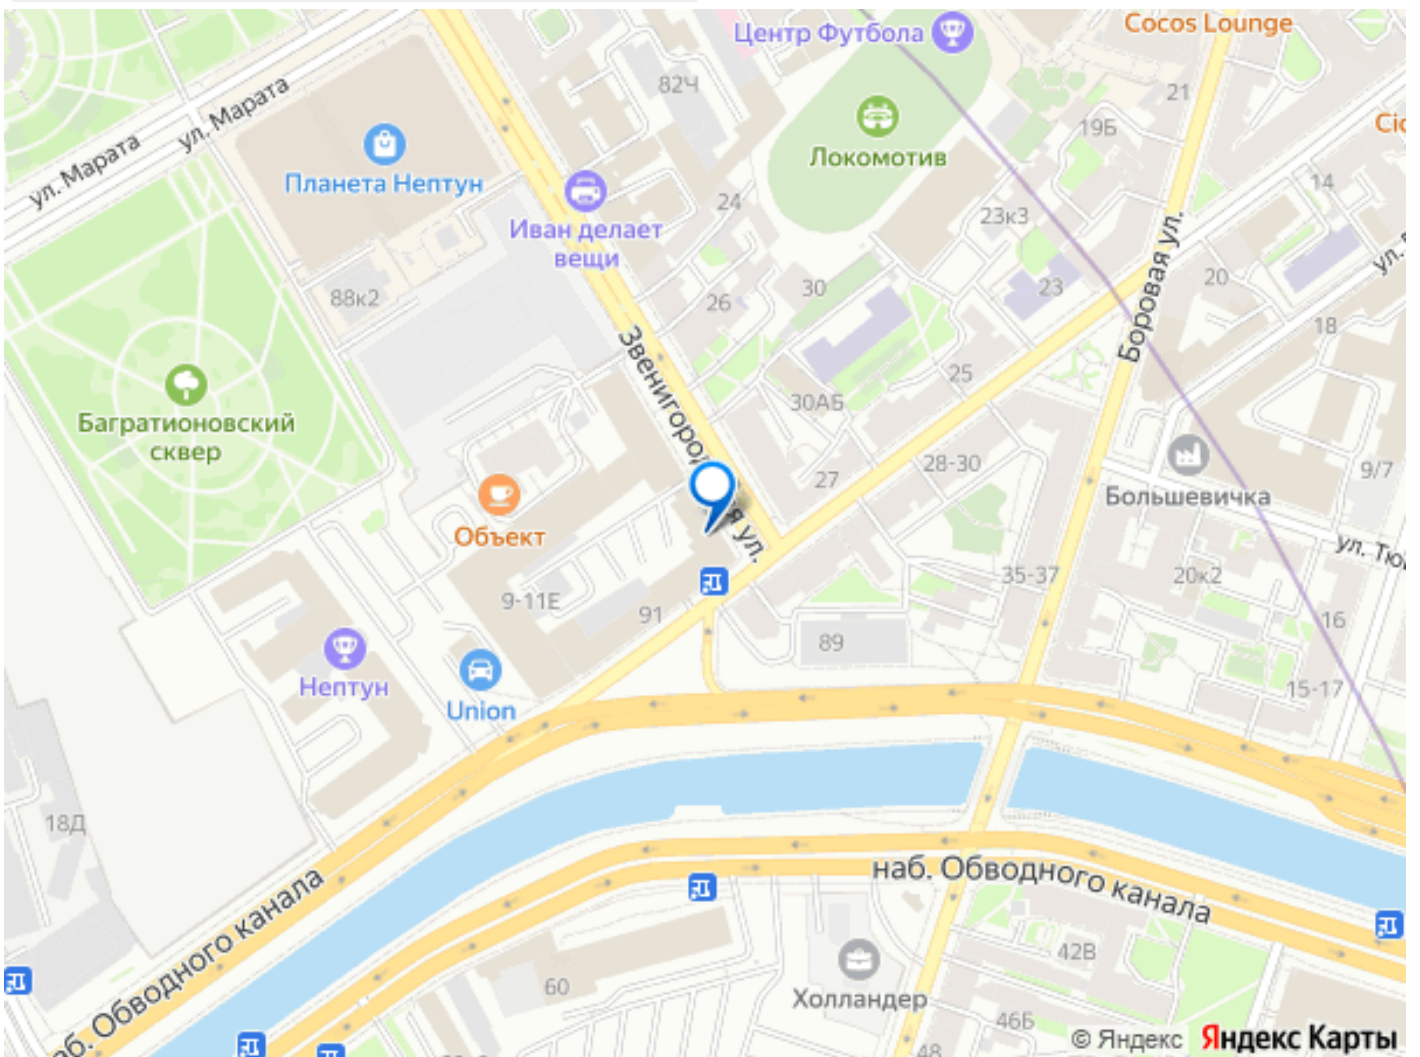 Cocos Lounge
Центр Футбола
82Ч
21
ул. Марата
ул. Марата
19Б
Локомотив
Планета Нептун
14
24
23к3
Иван делает
вещи
Боровая ул.
88к2
26
30
23
20
18
Звенигородская ул.
Багратионовский
сквер
25
30АБ
27
28-30
9/7
Большевичка
Объект
9-11Е
91
35-37
20к2
16
89
Нептун
Union
15-17
18Д
наб. Обводного канала
наб. Обводного канала
42В
60
Холландер
46Б
48
© Яндекс Яндекс Карты